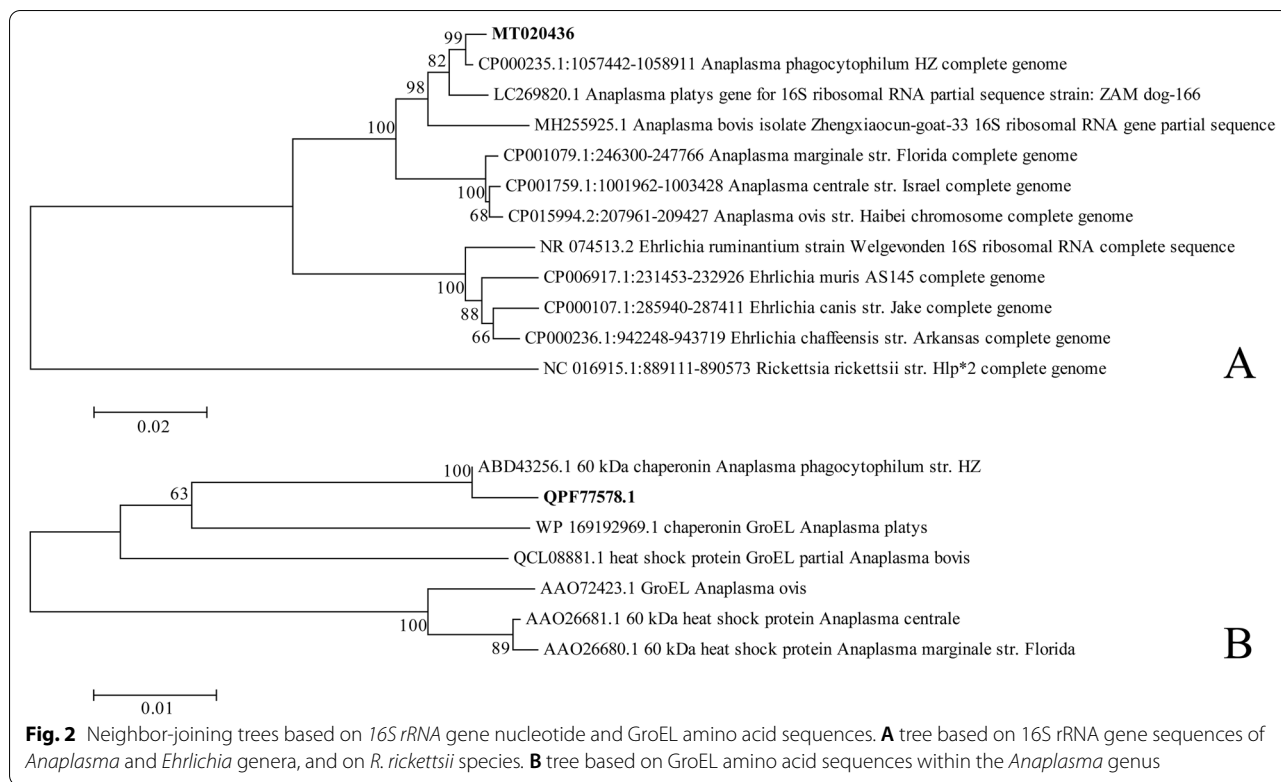 99
MT020436
82
CP000235.1:1057442-1058911 Anaplasma phagocytophilum HZ complete genome
98
LC269820.1 Anaplasma platys gene for 16S ribosomal RNA partial sequence strain: ZAM dog-166
100
MH255925.1 Anaplasma bovis isolate Zhengxiaocun-goat-33 16S ribosomal RNA gene partial sequence
CP001079.1:246300-247766 Anaplasma marginale str. Florida complete genome
100
CP001759.1:1001962-1003428 Anaplasma centrale str. Israel complete genome
68
CP015994.2:207961-209427 Anaplasma ovis str. Haibei chromosome complete genome
NR 074513.2 Ehrlichia ruminantium strain Welgevonden 16S ribosomal RNA complete sequence
100
CP006917.1:231453-232926 Ehrlichia muris AS145 complete genome
88
CP000107.1:285940-287411 Ehrlichia canis str. Jake complete genome
66
CP000236.1:942248-943719 Ehrlichia chaffeensis str. Arkansas complete genome
NC 016915.1:889111-890573 Rickettsia rickettsii str. Hlp*2 complete genome
A
0.02
100
ABD43256.1 60 kDa chaperonin Anaplasma phagocytophilum str. HZ
63
QPF77578.1
WP 169192969.1 chaperonin GroEL Anaplasma platys
QCL08881.1 heat shock protein GroEL partial Anaplasma bovis
AAO72423.1 GroEL Anaplasma ovis
100
AAO26681.1 60 kDa heat shock protein Anaplasma centrale
89
AAO26680.1 60 kDa heat shock protein Anaplasma marginale str. Florida
B
0.01
Fig. 2 Neighbor-joining trees based on 16S rRNA gene nucleotide and GroEL amino acid sequences. A tree based on 16S rRNA gene sequences of
Anaplasma and Ehrlichia genera, and on R. rickettsii species. B tree based on GroEL amino acid sequences within the Anaplasma genus